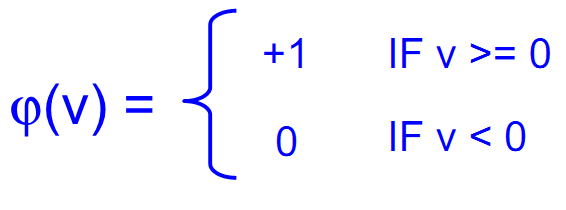 +1 IF v >= 0
φ(v) =
0 IF v < 0